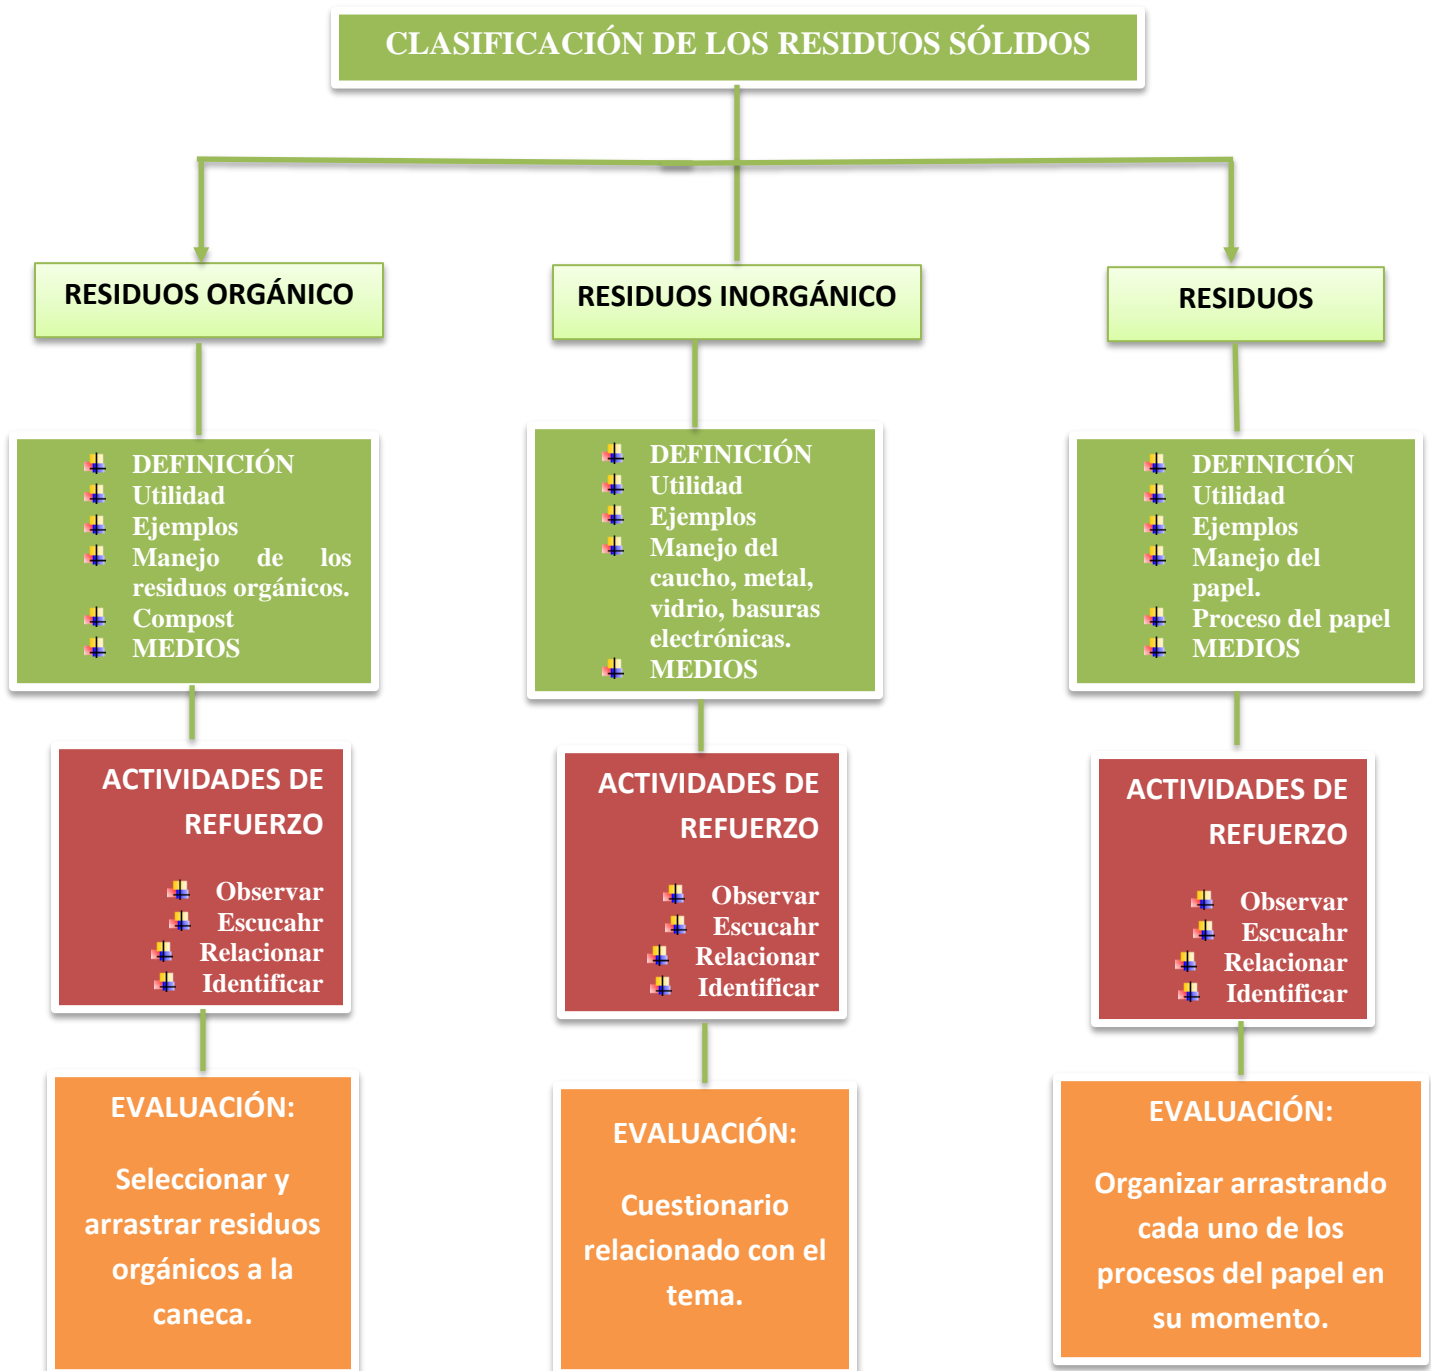 CLASIFICACIÓN DE LOS RESIDUOS SÓLIDOS
RESIDUOS ORGÁNICO
DEFINICIÓN
Utilidad
Ejemplos
Manejo de los
residuos orgánicos.
Compost
MEDIOS
ACTIVIDADES DE
REFUERZO
Observar
Escucahr
Relacionar
Identificar
EVALUACIÓN:
Seleccionar y
arrastrar residuos
orgánicos a la
caneca.
RESIDUOS INORGÁNICO
DEFINICIÓN
Utilidad
Ejemplos
Manejo del
caucho, metal,
vidrio, basuras
electrónicas.
MEDIOS
ACTIVIDADES DE
REFUERZO
Observar
Escucahr
Relacionar
Identificar
EVALUACIÓN:
Cuestionario
relacionado con el
tema.
RESIDUOS
DEFINICIÓN
Utilidad
Ejemplos
Manejo del
papel.
Proceso del papel
MEDIOS
ACTIVIDADES DE
REFUERZO
Observar
Escucahr
Relacionar
Identificar
EVALUACIÓN:
Organizar arrastrando
cada uno de los
procesos del papel en
su momento.